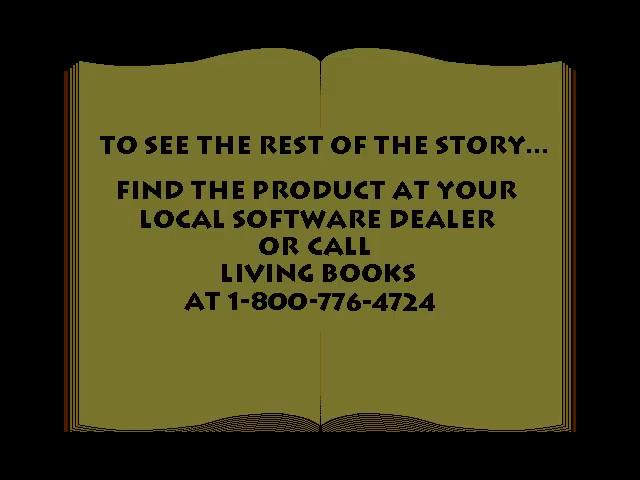 TO SEE THE REST OF THE STORY...
FIND THE PRODUCT AT YOUR
LOCAL SOFTWARE DEALER
OR CALL
LIVING BOOKS
AT 1-800-776-4724